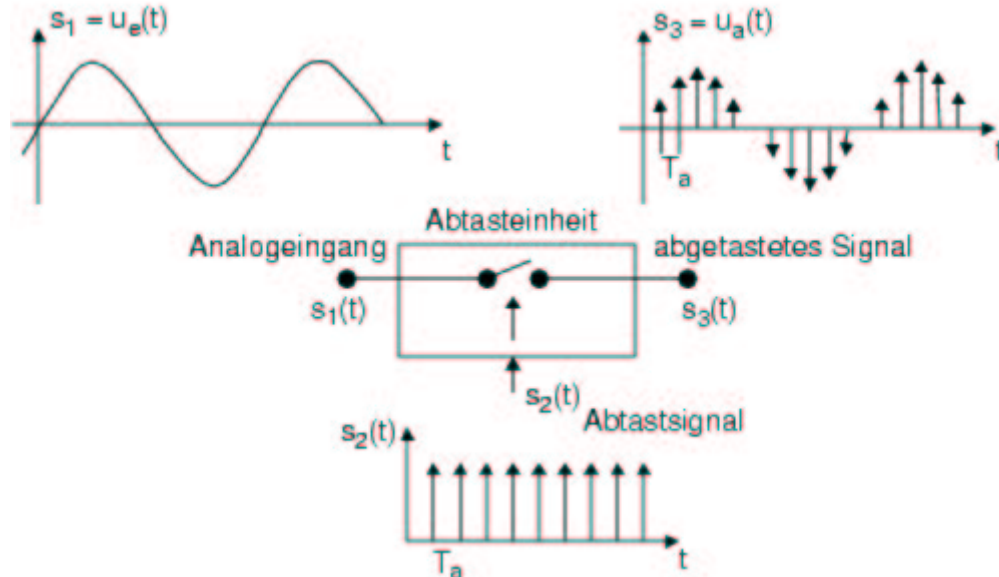 s₁ = uₑ(t)
t
s₃ = uₐ(t)
t
Tₐ
Abtasteinheit
Analogeingang
abgetastetes Signal
s₁(t)
s₃(t)
s₂(t)
Abtastsignal
s₂(t)
t
Tₐ